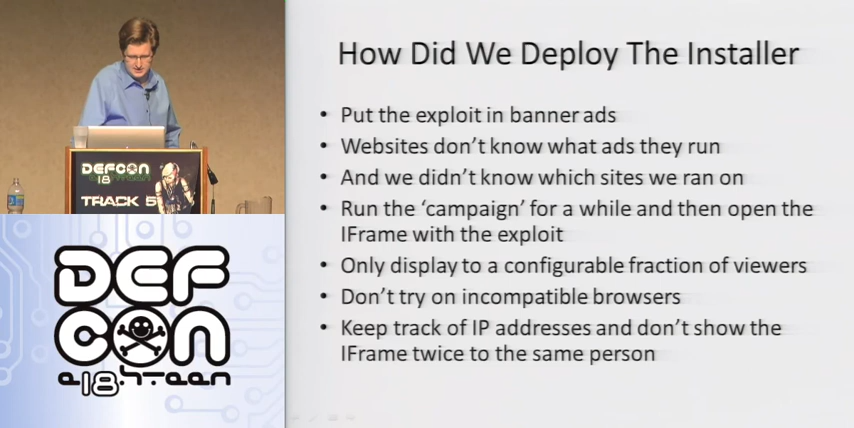 How Did We Deploy The Installer
• Put the exploit in banner ads
• Websites don't know what ads they run
• And we didn't know which sites we ran on
• Run the 'campaign' for a while and then open the
IFrame with the exploit
• Only display to a configurable fraction of viewers
• Don't try on incompatible browsers
• Keep track of IP addresses and don't show the
IFrame twice to the same person
DEFCON
18
TRACK 5
DEF
CON
e18h-teen